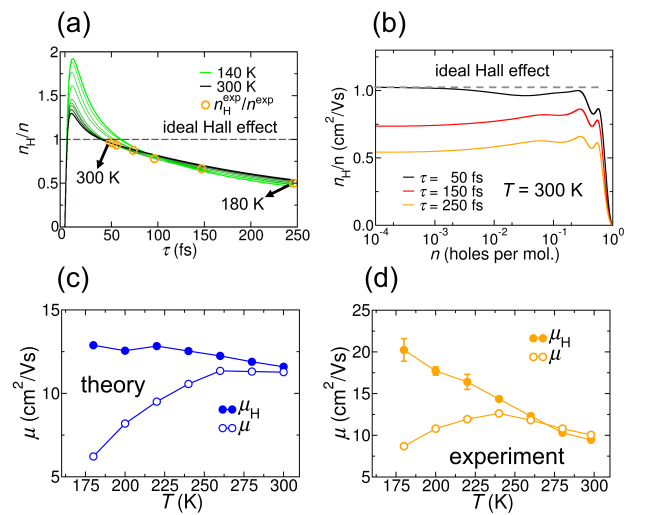 (a)
2
1.5
1
0.5
0
n_H/n
140 K
300 K
n_H^exp/n^exp
ideal Hall effect
300 K
180 K
0 50 100 150 200 250
τ (fs)
(b)
1.0
0.5
0.0
n_H/n (cm²/Vs)
ideal Hall effect
τ = 50 fs
τ = 150 fs
τ = 250 fs
T = 300 K
10⁻⁴ 10⁻³ 10⁻² 10⁻¹ 10⁰
n (holes per mol.)
(c)
15
10
5
μ (cm²/Vs)
theory
μ_H
μ
175 200 225 250 275 300
T (K)
(d)
25
20
15
10
5
μ (cm²/Vs)
μ_H
μ
experiment
175 200 225 250 275 300
T (K)